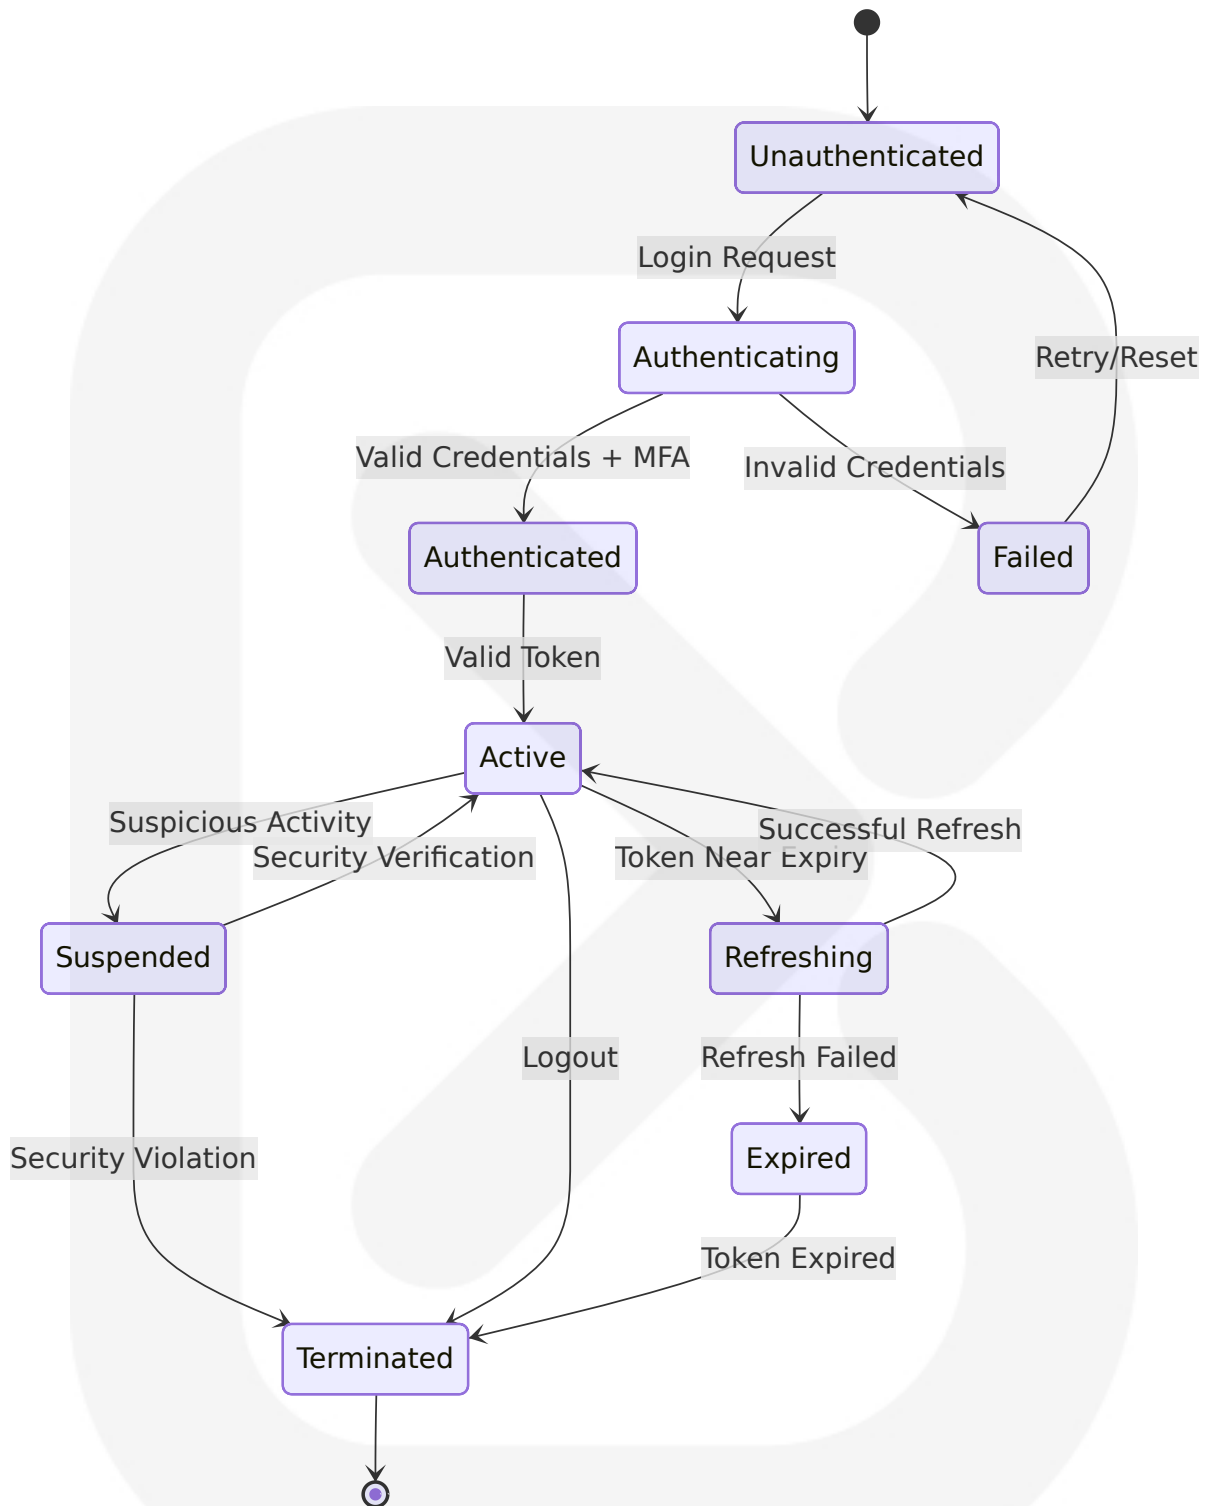 Unauthenticated
Login Request
Authenticating
Retry/Reset
Valid Credentials + MFA
Invalid Credentials
Authenticated
Failed
Valid Token
Active
Suspicious Activity
Successful Refresh
Security Verification
Token Near Expiry
Suspended
Refreshing
Logout
Refresh Failed
Security Violation
Expired
Token Expired
Terminated